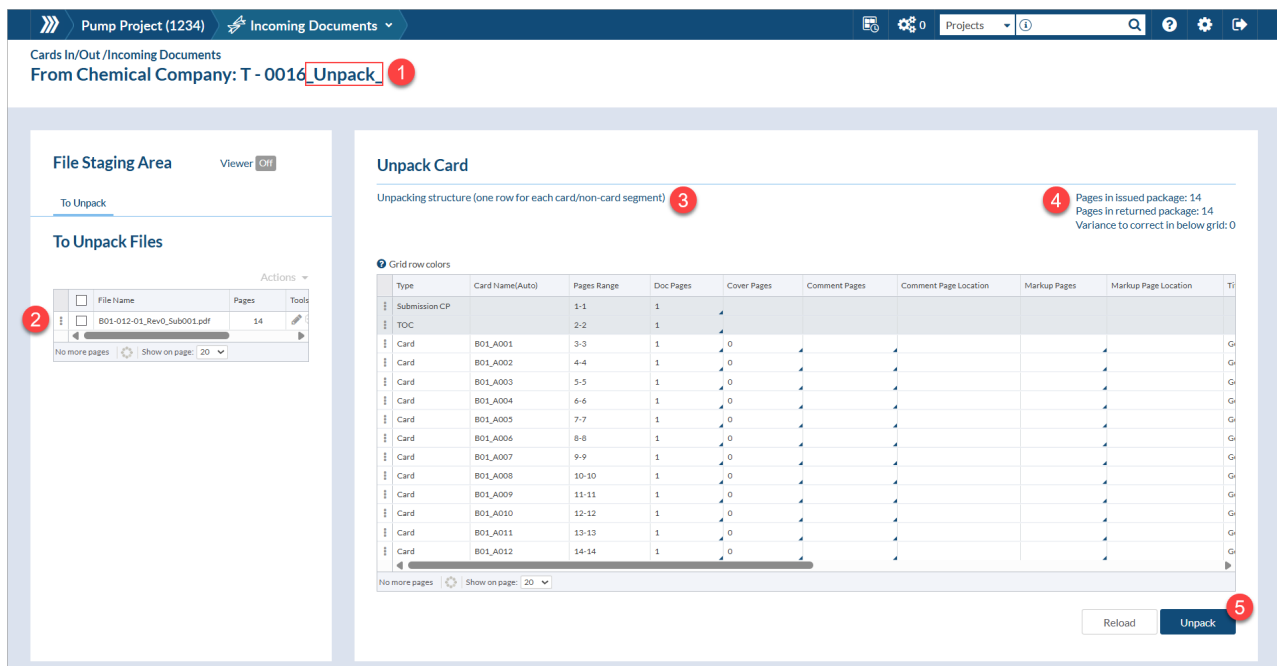 Pump Project (1234) Incoming Documents 0 Projects
Cards In/Out /Incoming Documents
From Chemical Company: T - 0016_Unpack_ 1
File Staging Area Viewer Off
To Unpack
To Unpack Files
Actions
File Name Pages Tools
2 B01-012-01_Rev0_Sub001.pdf 14
No more pages Show on page: 20
Unpack Card
Unpacking structure (one row for each card/non-card segment) 3
4 Pages in issued package: 14
Pages in returned package: 14
Variance to correct in below grid: 0
Grid row colors
Type Card Name(Auto) Pages Range Doc Pages Cover Pages Comment Pages Comment Page Location Markup Pages Markup Page Location
Submission CP 1-1 1
TOC 2-2 1
Card B01_A001 3-3 1 0
Card B01_A002 4-4 1 0
Card B01_A003 5-5 1 0
Card B01_A004 6-6 1 0
Card B01_A005 7-7 1 0
Card B01_A006 8-8 1 0
Card B01_A007 9-9 1 0
Card B01_A008 10-10 1 0
Card B01_A009 11-11 1 0
Card B01_A010 12-12 1 0
Card B01_A011 13-13 1 0
Card B01_A012 14-14 1 0
No more pages Show on page: 20
Reload Unpack 5